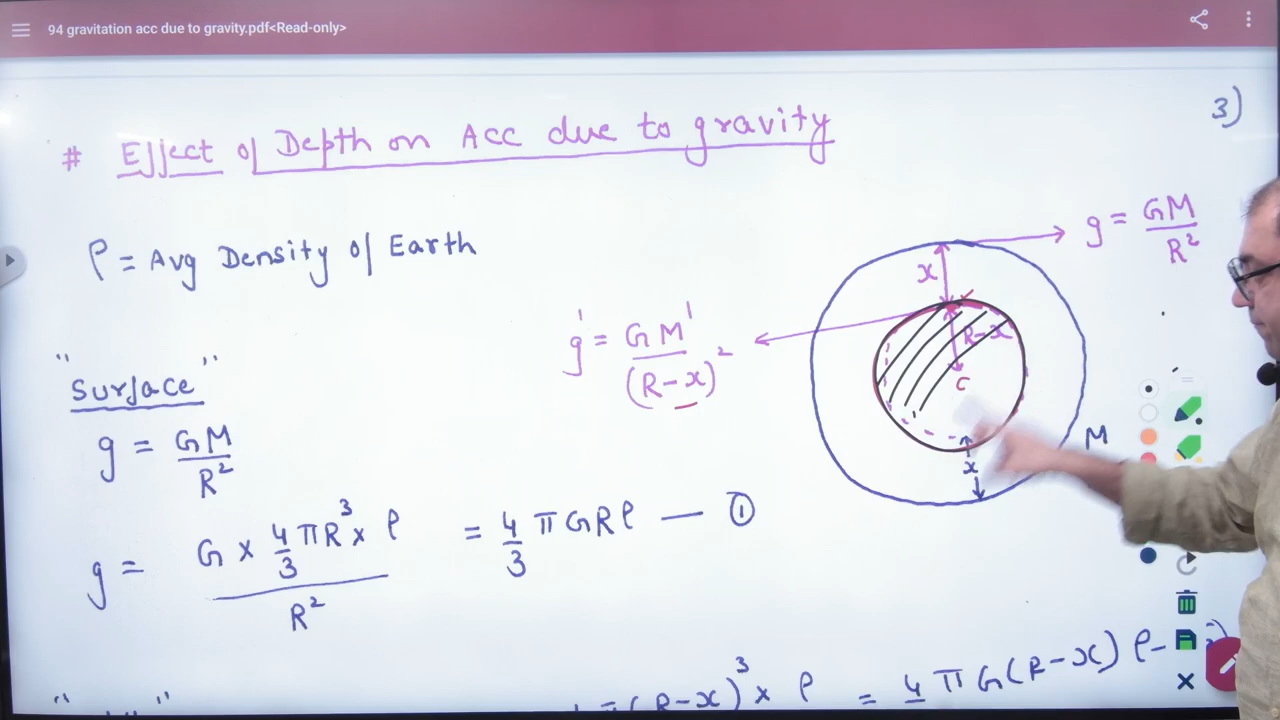 94 gravitation acc due to gravity.pdf<Read-only>
3)
# Effect of Depth on Acc due to gravity
ρ = Avg Density of Earth
g = GM/R²
x
g' = GM'/(R-x)²
R-x
C
M
x
"Surface"
g = GM/R²
g = G × 4/3 πR³ × ρ / R² = 4/3 πGRρ — ①
(R-x)³ × ρ = 4 πG(R-x) ρ-